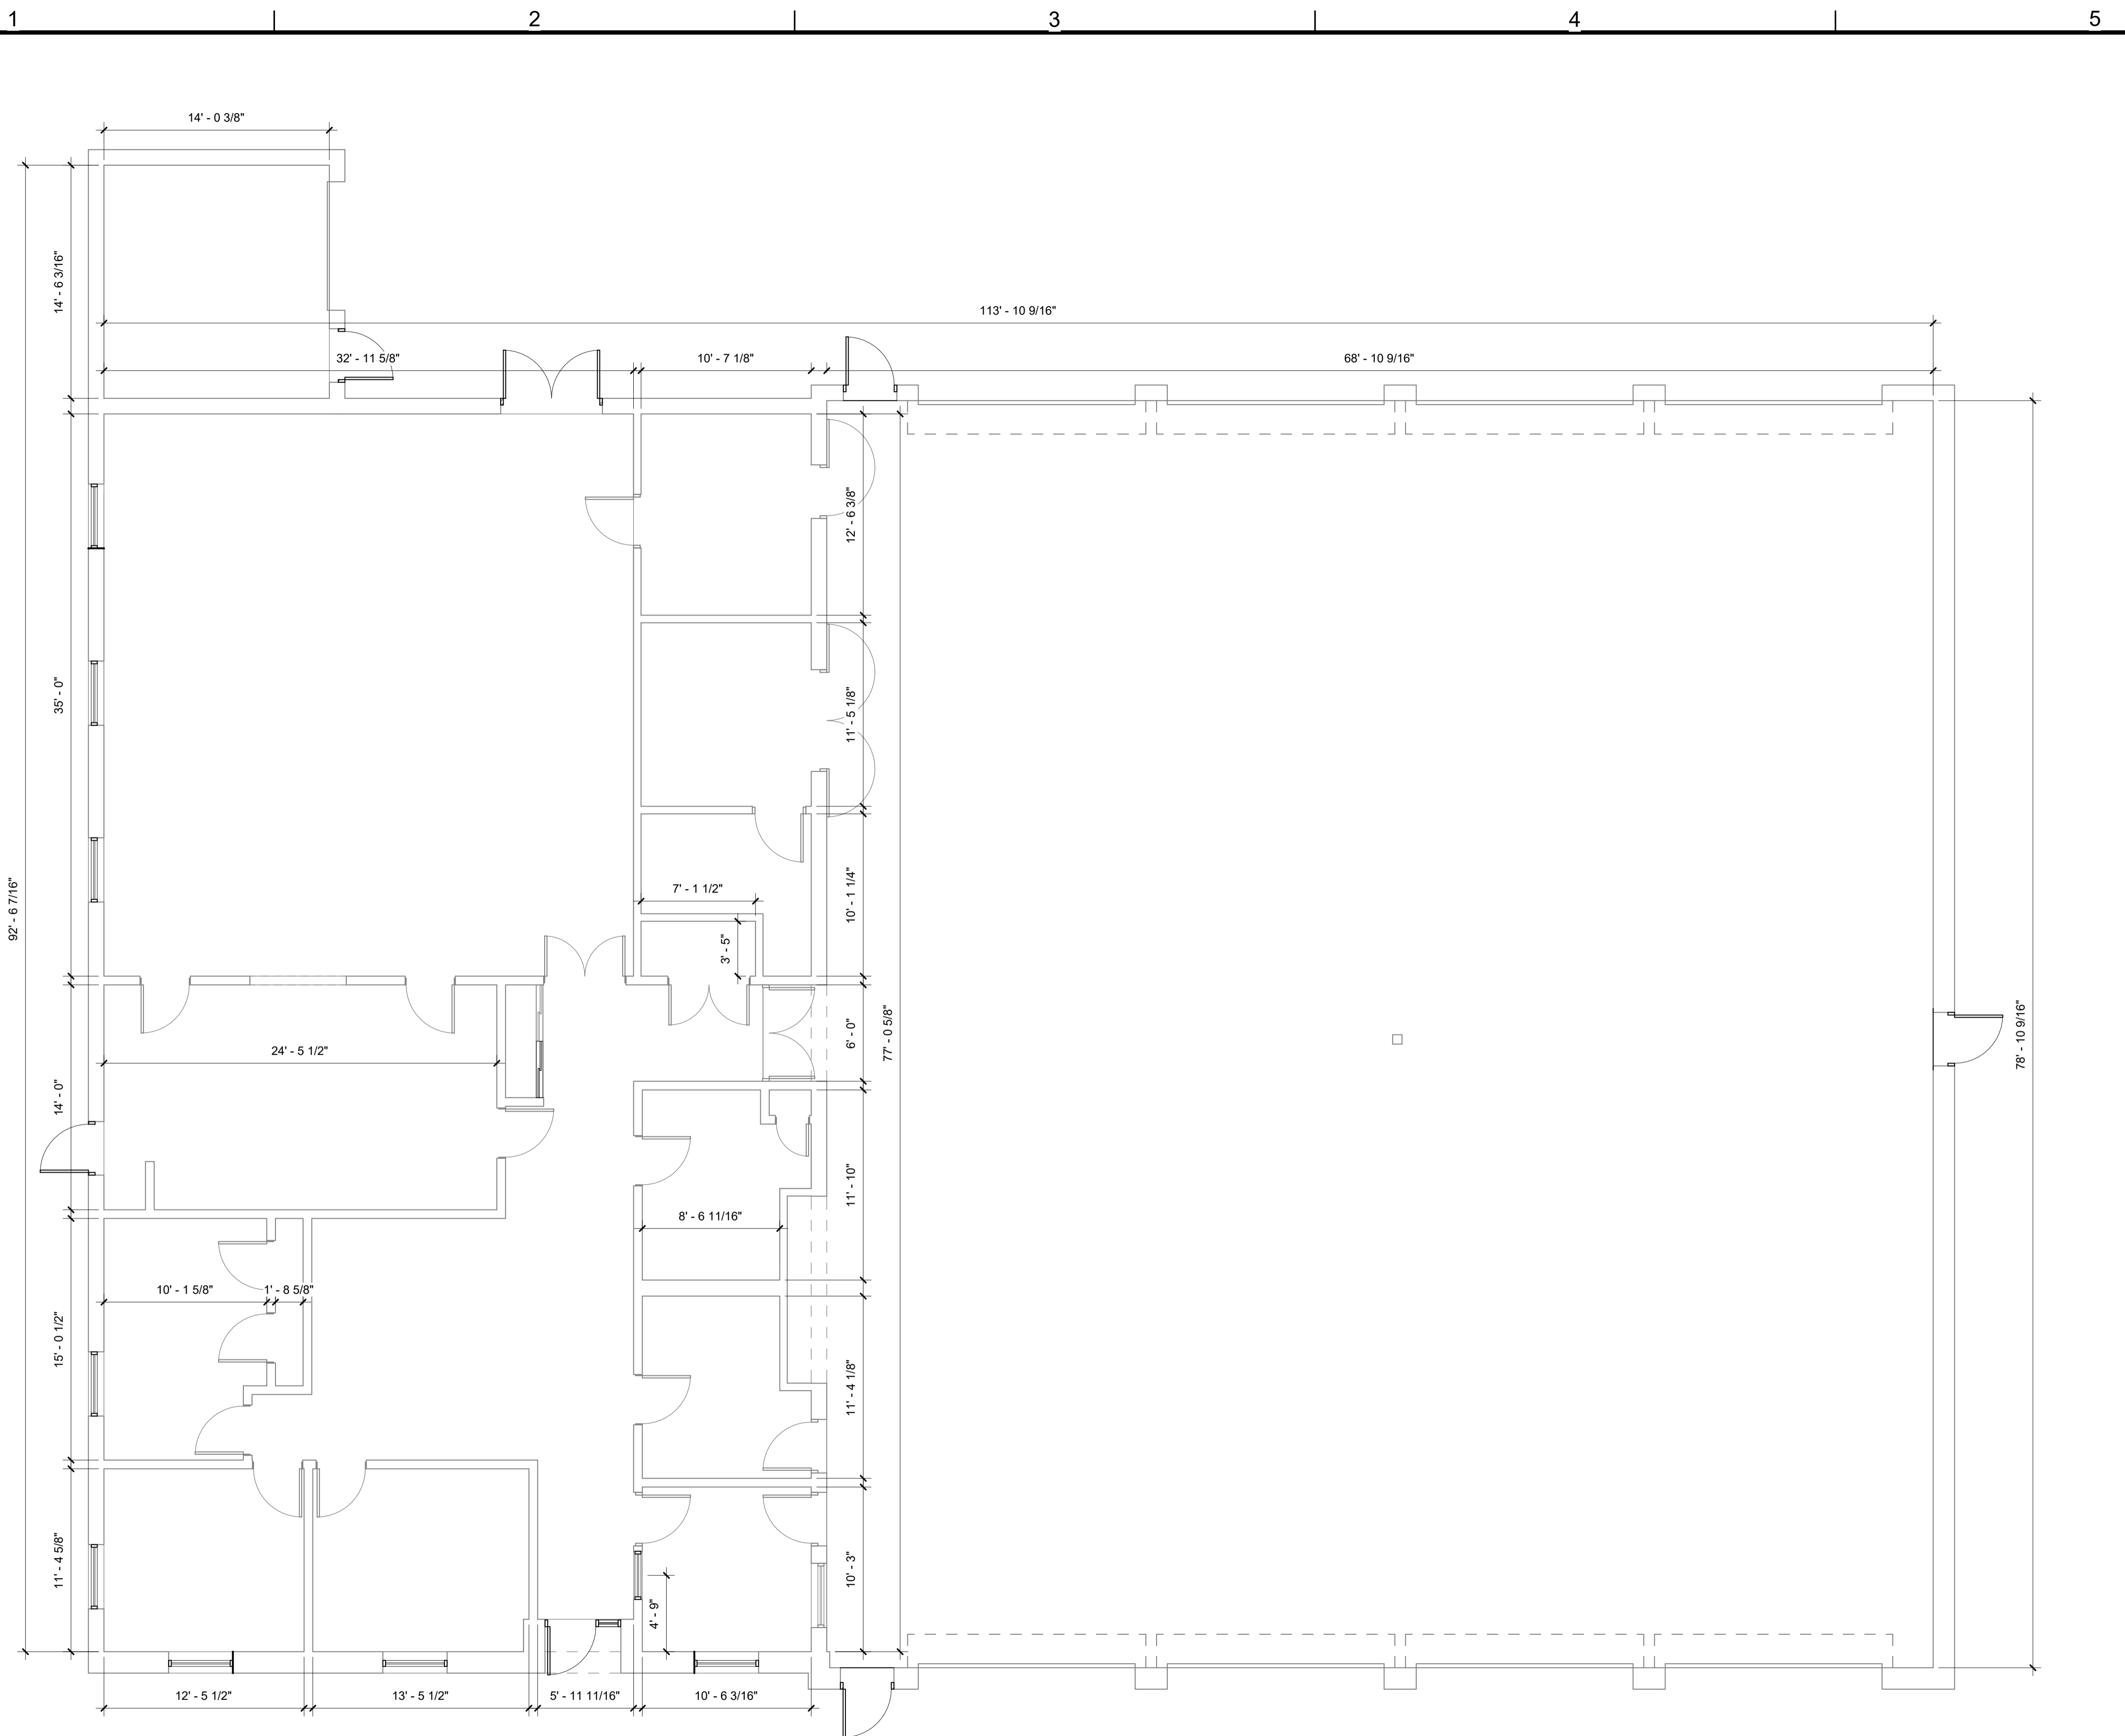 1 2 3 4 5
14' - 0 3/8"
14' - 6 3/16"
113' - 10 9/16"
32' - 11 5/8" 10' - 7 1/8" 68' - 10 9/16"
12' - 6 3/8"
35' - 0"
11' - 5 1/8"
7' - 1 1/2"
10' - 1 1/4"
92' - 6 7/16"
3' - 5"
6' - 0"
77' - 0 5/8"
78' - 10 9/16"
24' - 5 1/2"
14' - 0"
11' - 10"
8' - 6 11/16"
10' - 1 5/8" 1' - 8 5/8"
15' - 0 1/2"
11' - 4 1/8"
11' - 4 5/8"
10' - 3"
4' - 9"
12' - 5 1/2" 13' - 5 1/2" 5' - 11 11/16" 10' - 6 3/16"